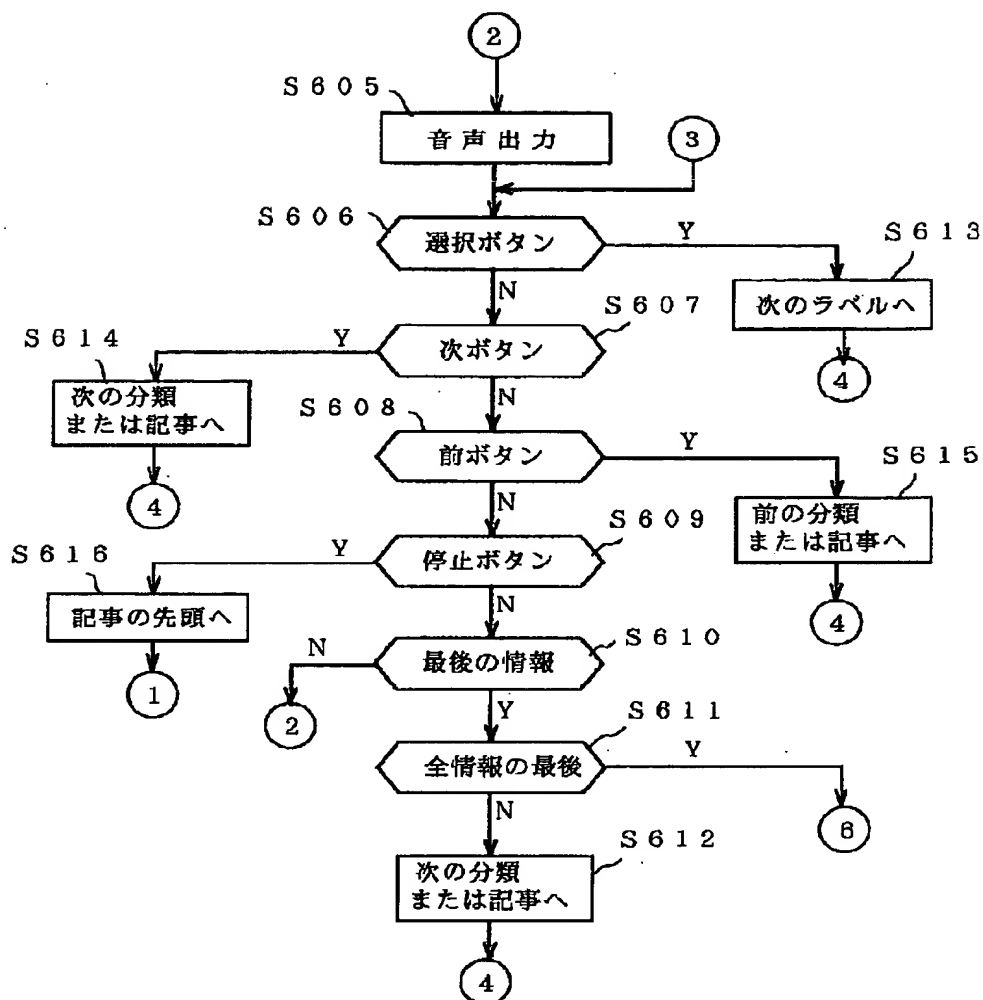 ②
S605
音声出力
③
S606
選択ボタン
Y
S613
次のラベルへ
④
N
S607
次ボタン
Y
S614
次の分類
または記事へ
④
N
S608
前ボタン
Y
S615
前の分類
または記事へ
④
N
S609
停止ボタン
Y
S616
記事の先頭へ
①
N
S610
最後の情報
N
②
Y
S611
全情報の最後
Y
⑥
N
S612
次の分類
または記事へ
④